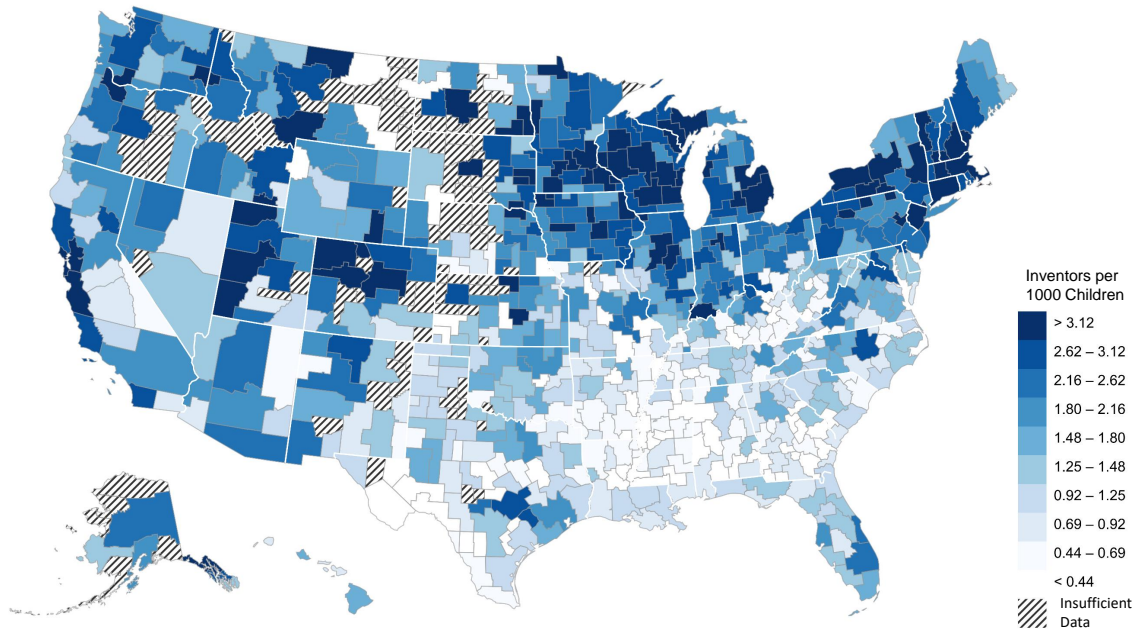 Inventors per
1000 Children
> 3.12
2.62 – 3.12
2.16 – 2.62
1.80 – 2.16
1.48 – 1.80
1.25 – 1.48
0.92 – 1.25
0.69 – 0.92
0.44 – 0.69
< 0.44
Insufficient
Data